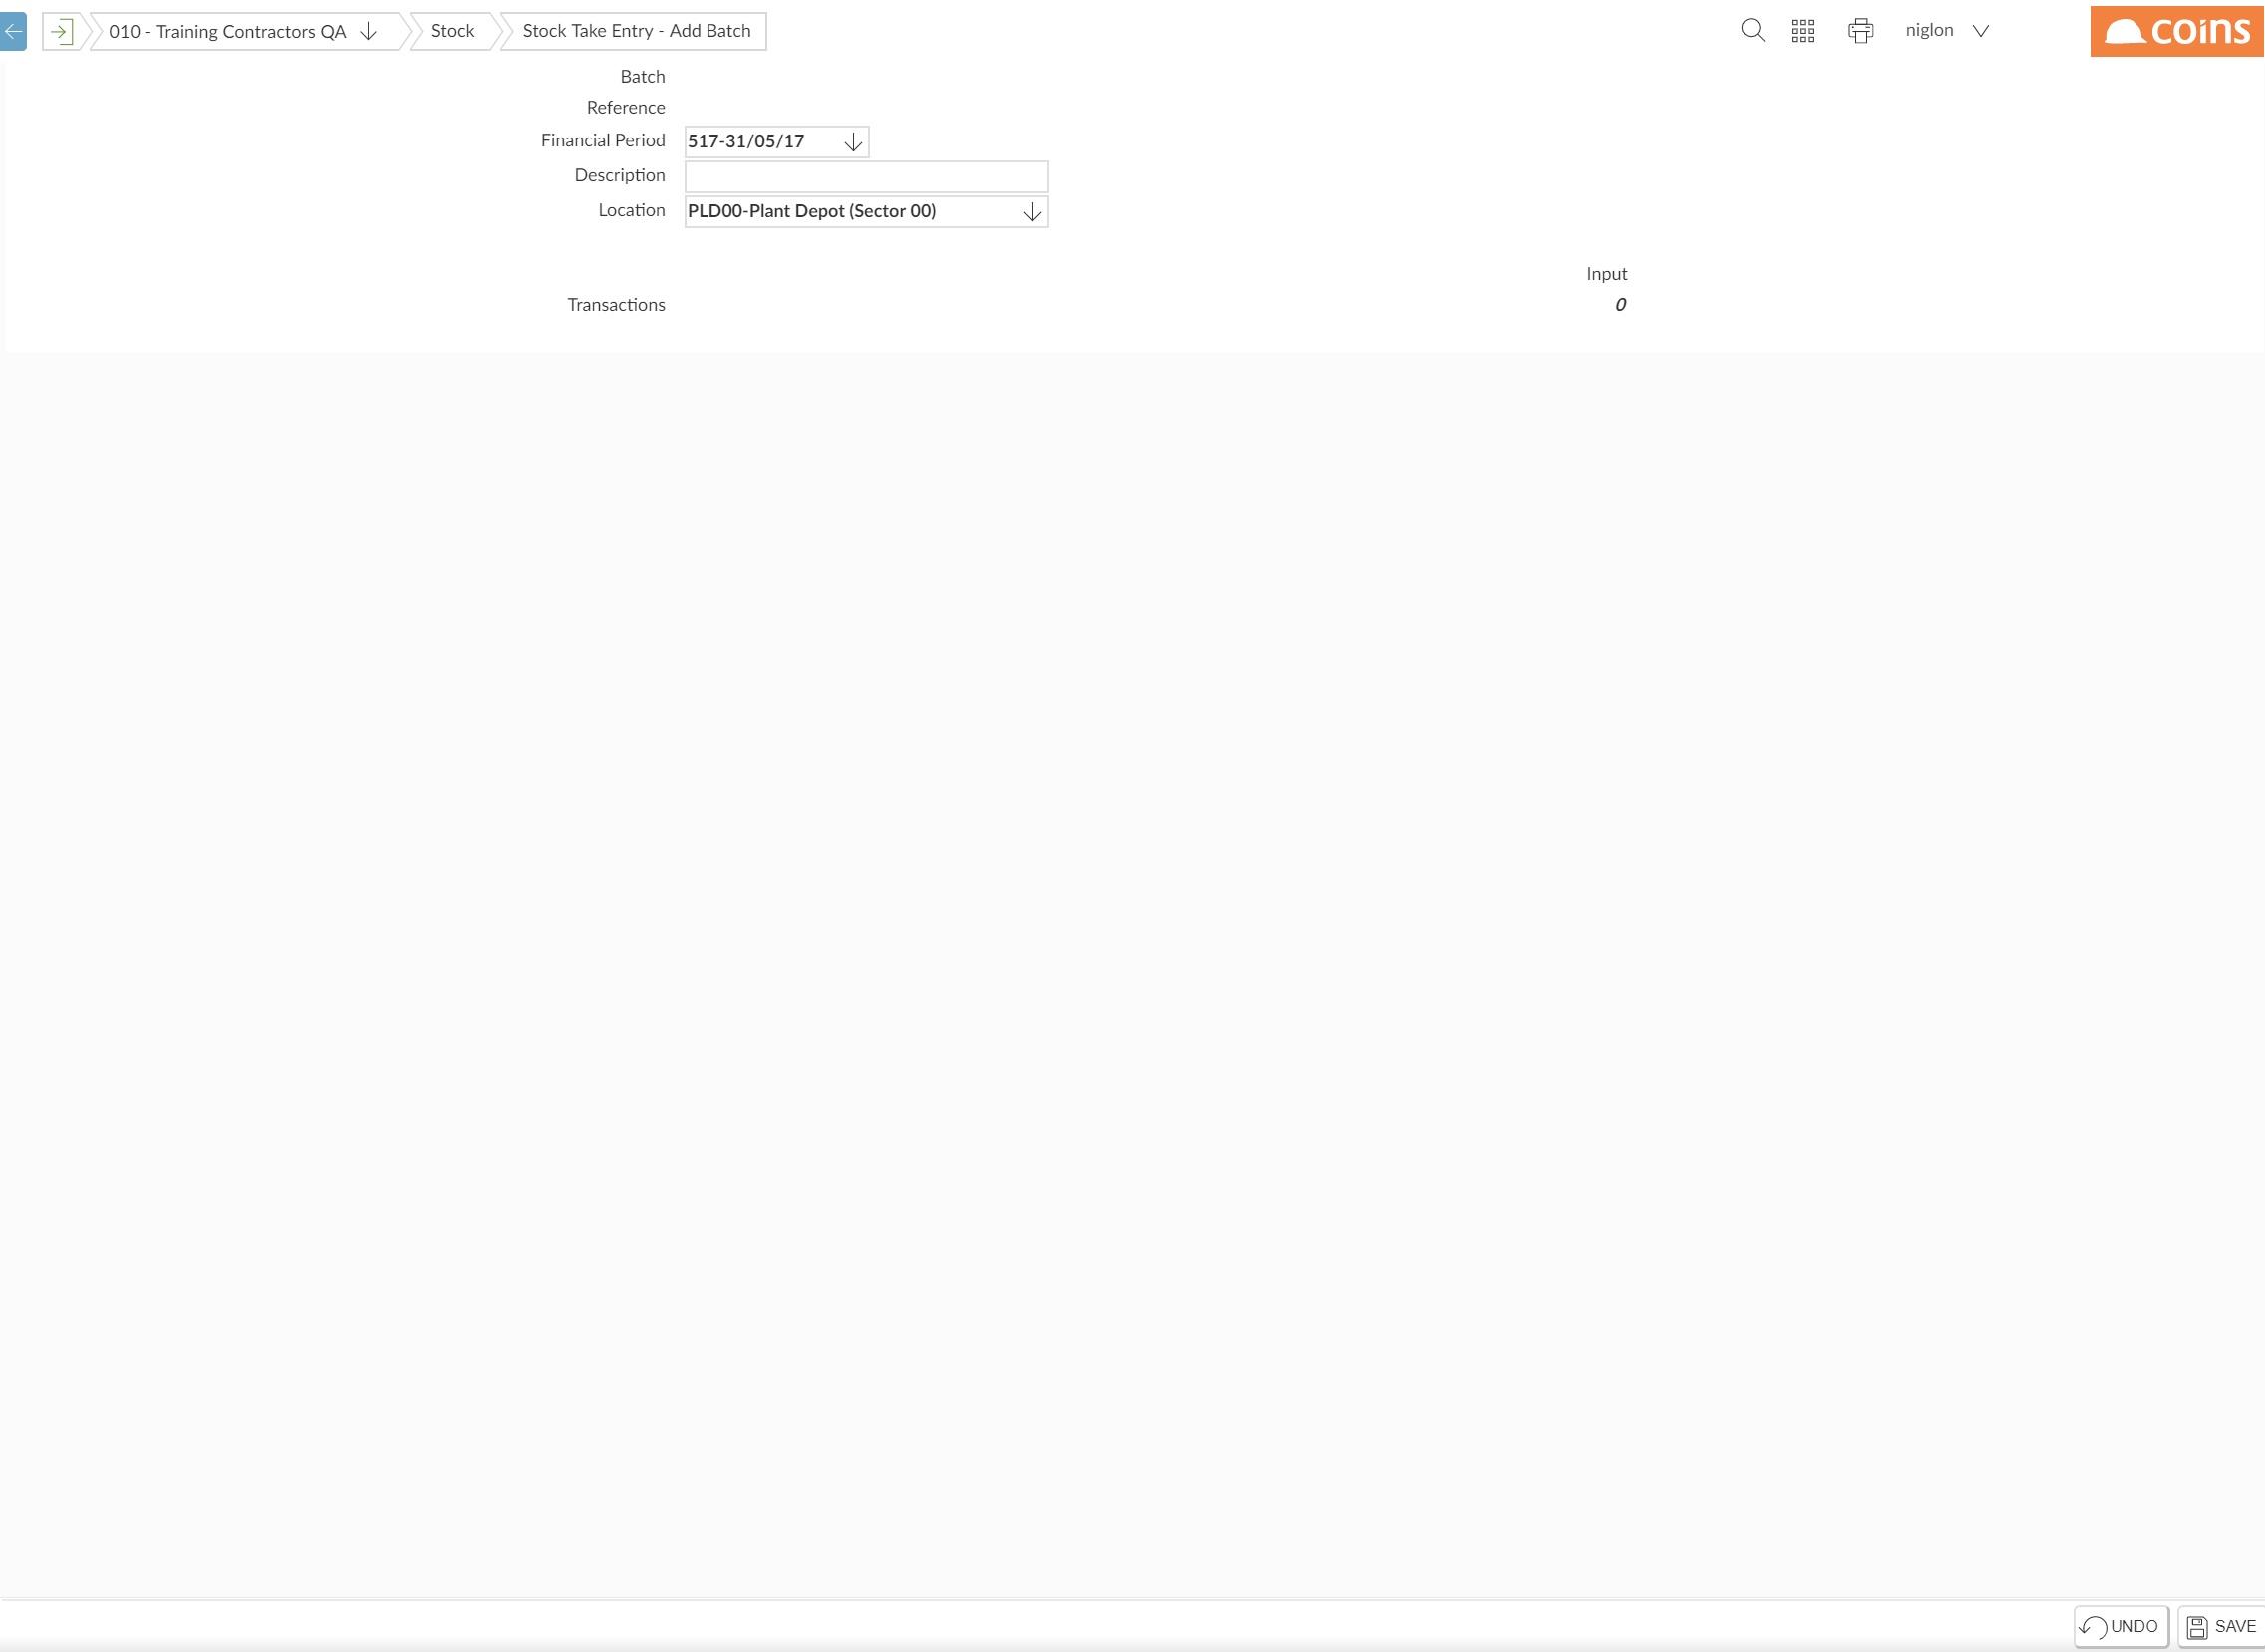 010 - Training Contractors QA
Stock
Stock Take Entry - Add Batch
niglon
coins
Batch
Reference
Financial Period 517-31/05/17
Description
Location PLD00-Plant Depot (Sector 00)
Input
Transactions 0
UNDO SAVE